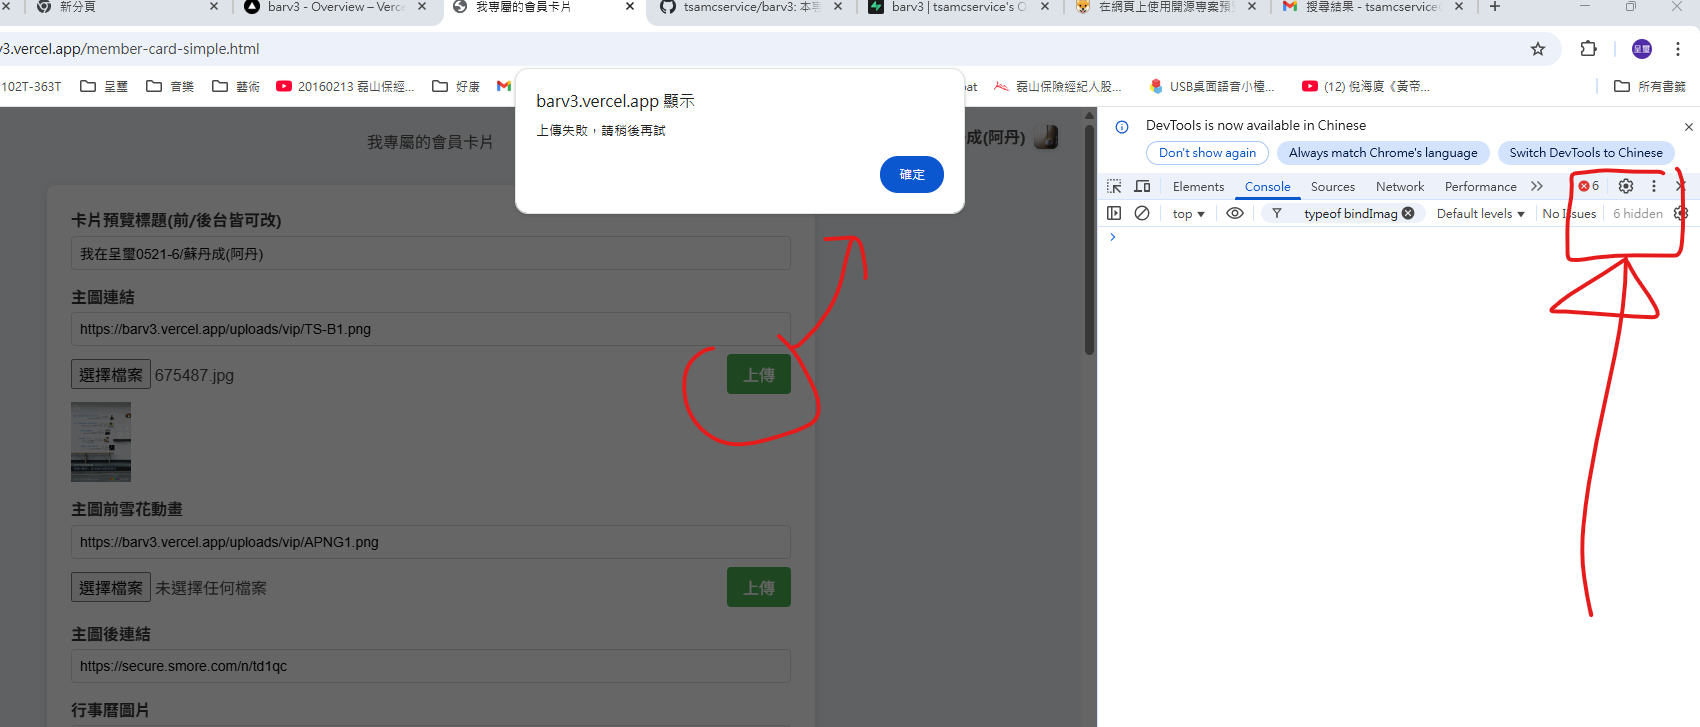 新分頁
barv3 - Overview – Verce
我專屬的會員卡片
tsamcservice/barv3: 本專
barv3 | tsamcservice's O
在網頁上使用開源專案預
搜尋結果 - tsamcservice
v3.vercel.app/member-card-simple.html
呈璽
102T-363T
呈璽
音樂
藝術
20160213 磊山保經...
好康
at
磊山保險經紀人股...
USB桌面語音小檯...
(12) 倪海廈《黃帝...
所有書籤
barv3.vercel.app 顯示
上傳失敗，請稍後再試
確定
我專屬的會員卡片
成(阿丹)
卡片預覽標題(前/後台皆可改)
我在呈璽0521-6/蘇丹成(阿丹)
主圖連結
https://barv3.vercel.app/uploads/vip/TS-B1.png
選擇檔案 675487.jpg
上傳
主圖前雪花動畫
https://barv3.vercel.app/uploads/vip/APNG1.png
選擇檔案 未選擇任何檔案
上傳
主圖後連結
https://secure.smore.com/n/td1qc
行事曆圖片
DevTools is now available in Chinese
Don't show again
Always match Chrome's language
Switch DevTools to Chinese
Elements
Console
Sources
Network
Performance
6
top
typeof bindImag
Default levels
No Issues
6 hidden